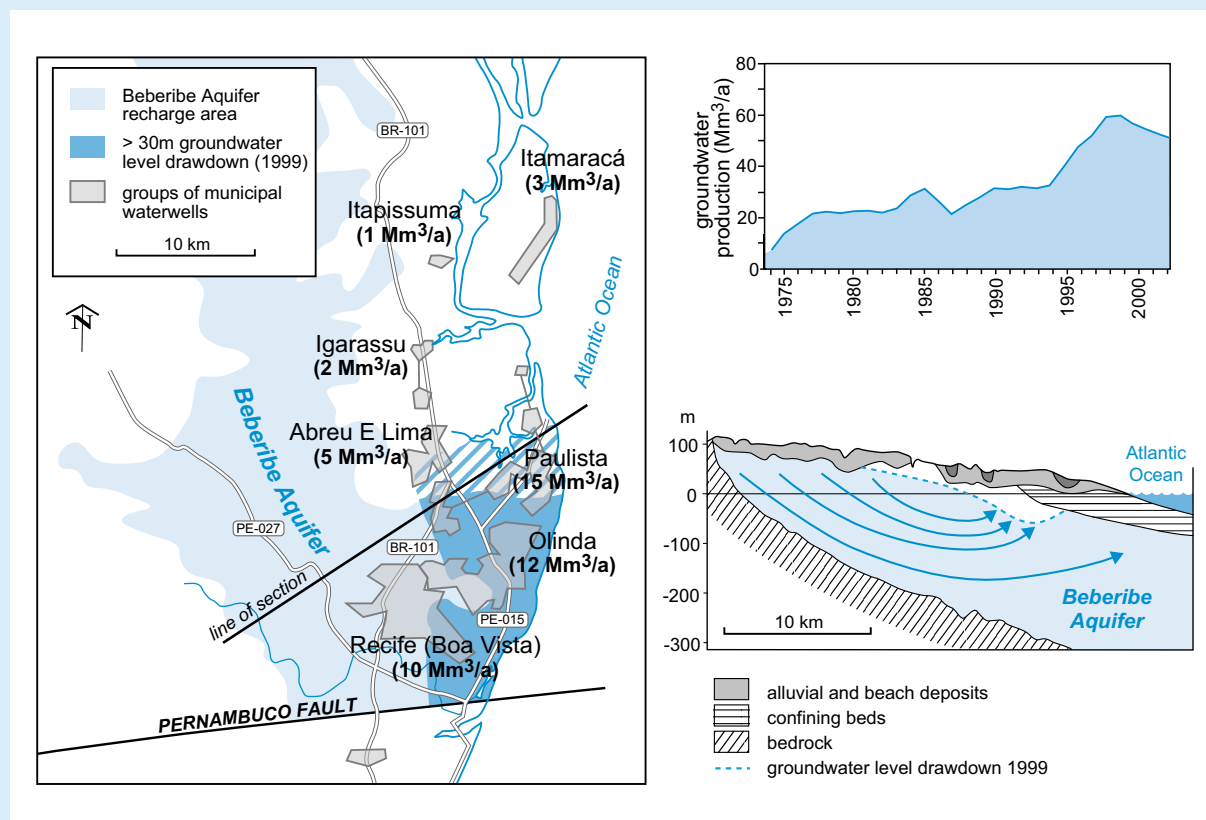 Beberibe Aquifer
recharge area
> 30m groundwater
level drawdown (1999)
groups of municipal
waterwells
10 km
N
BR-101
Itamaracá
(3 Mm³/a)
Itapissuma
(1 Mm³/a)
Atlantic Ocean
Igarassu
(2 Mm³/a)
Beberibe Aquifer
Abreu E Lima
(5 Mm³/a)
Paulista
(15 Mm³/a)
PE-027
BR-101
Olinda
(12 Mm³/a)
line of section
PE-015
Recife (Boa Vista)
(10 Mm³/a)
PERNAMBUCO FAULT
groundwater
production (Mm³/a)
80
60
40
20
0
1975
1980
1985
1990
1995
2000
m
100
0
-100
-200
-300
Atlantic
Ocean
Beberibe
Aquifer
10 km
alluvial and beach deposits
confining beds
bedrock
groundwater level drawdown 1999